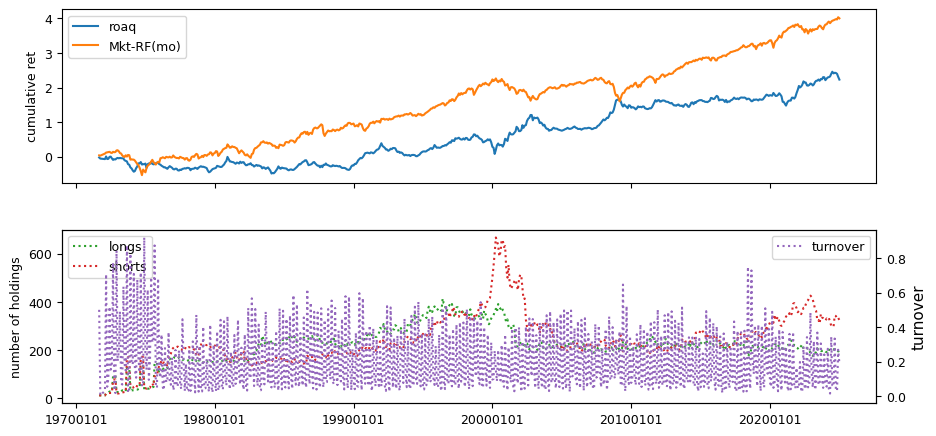 4
3
2
1
0
cumulative ret
roaq
Mkt-RF(mo)
600
400
200
0
number of holdings
longs
shorts
turnover
0.8
0.6
0.4
0.2
0.0
turnover
19700101
19800101
19900101
20000101
20100101
20200101